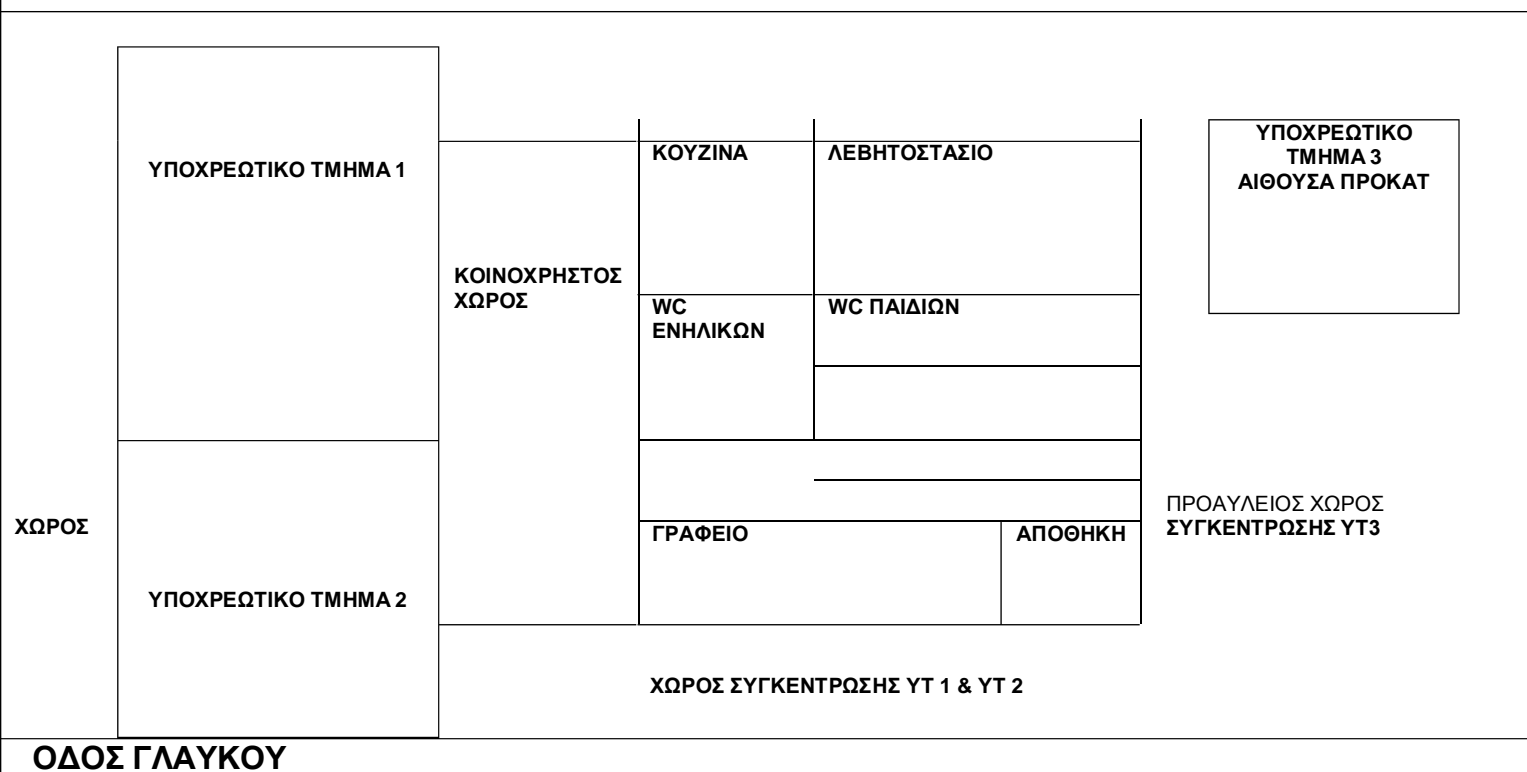 ΥΠΟΧΡΕΩΤΙΚΟ ΤΜΗΜΑ 1
ΚΟΙΝΟΧΡΗΣΤΟΣ
ΧΩΡΟΣ
ΚΟΥΖΙΝΑ
ΛΕΒΗΤΟΣΤΑΣΙΟ
ΥΠΟΧΡΕΩΤΙΚΟ
ΤΜΗΜΑ 3
ΑΙΘΟΥΣΑ ΠΡΟΚΑΤ
WC
ΕΝΗΛΙΚΩΝ
WC ΠΑΙΔΙΩΝ
ΧΩΡΟΣ
ΥΠΟΧΡΕΩΤΙΚΟ ΤΜΗΜΑ 2
ΓΡΑΦΕΙΟ
ΑΠΟΘΗΚΗ
ΠΡΟΑΥΛΕΙΟΣ ΧΩΡΟΣ
ΣΥΓΚΕΝΤΡΩΣΗΣ ΥΤ3
ΧΩΡΟΣ ΣΥΓΚΕΝΤΡΩΣΗΣ ΥΤ 1 & ΥΤ 2
ΟΔΟΣ ΓΛΑΥΚΟΥ